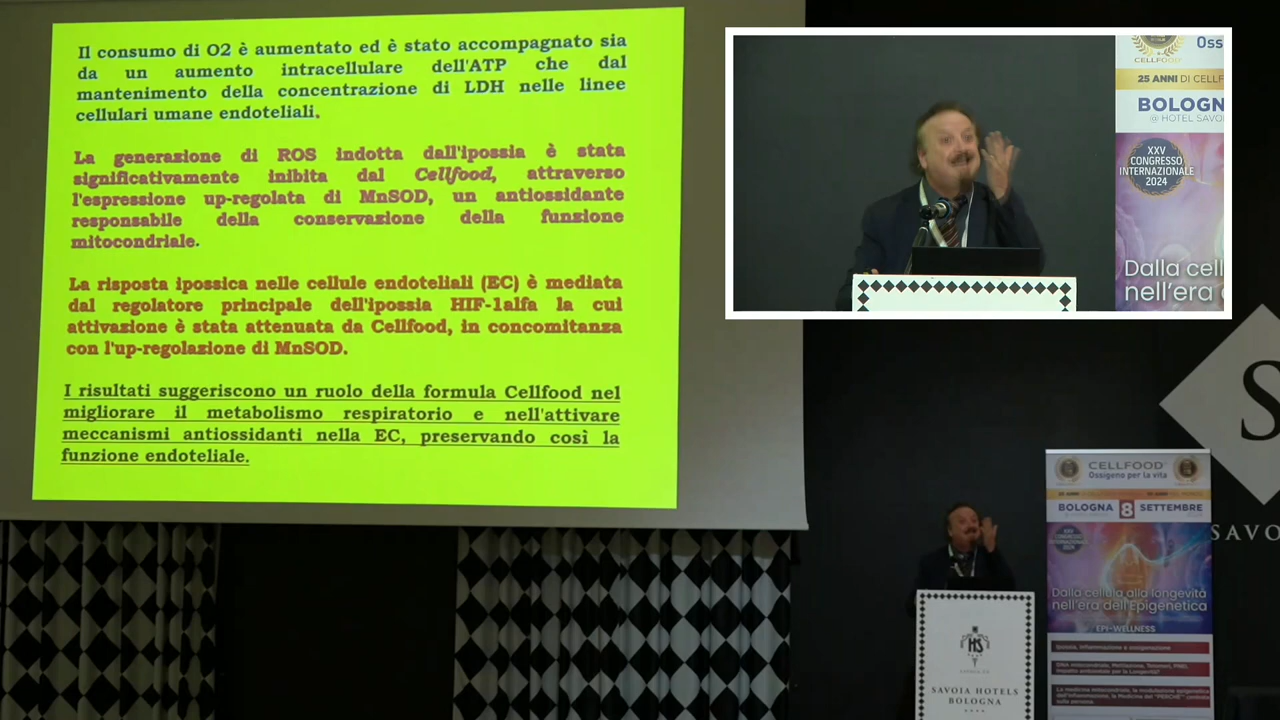 Il consumo di O2 è aumentato ed è stato accompagnato sia
da un aumento intracellulare dell'ATP che dal
mantenimento della concentrazione di LDH nelle linee
cellulari umane endoteliali.
La generazione di ROS indotta dall'ipossia è stata
significativamente inibita dal Cellfood, attraverso
l'espressione up-regolata di MnSOD, un antiossidante
responsabile della conservazione della funzione
mitocondriale.
La risposta ipossica nelle cellule endoteliali (EC) è mediata
dal regolatore principale dell'ipossia HIF-1alfa la cui
attivazione è stata attenuata da Cellfood, in concomitanza
con l'up-regolazione di MnSOD.
I risultati suggeriscono un ruolo della formula Cellfood nel
migliorare il metabolismo respiratorio e nell'attivare
meccanismi antiossidanti nella EC, preservando così la
funzione endoteliale.
Oss
CELLFOOD
25 ANNI DI CELLF
BOLOGN
@ HOTEL SAVOI
XXV
CONGRESSO
INTERNAZIONALE
2024
Dalla cell
nell'era
S
SAVO
CELLFOOD
Ossigeno per la vita
BOLOGNA 8 SETTEMBRE
Dalla cellula alla longevità
nell'era dell'Epigenetica
EPI-WELLNESS
HS
SAVOIA HOTELS
BOLOGNA